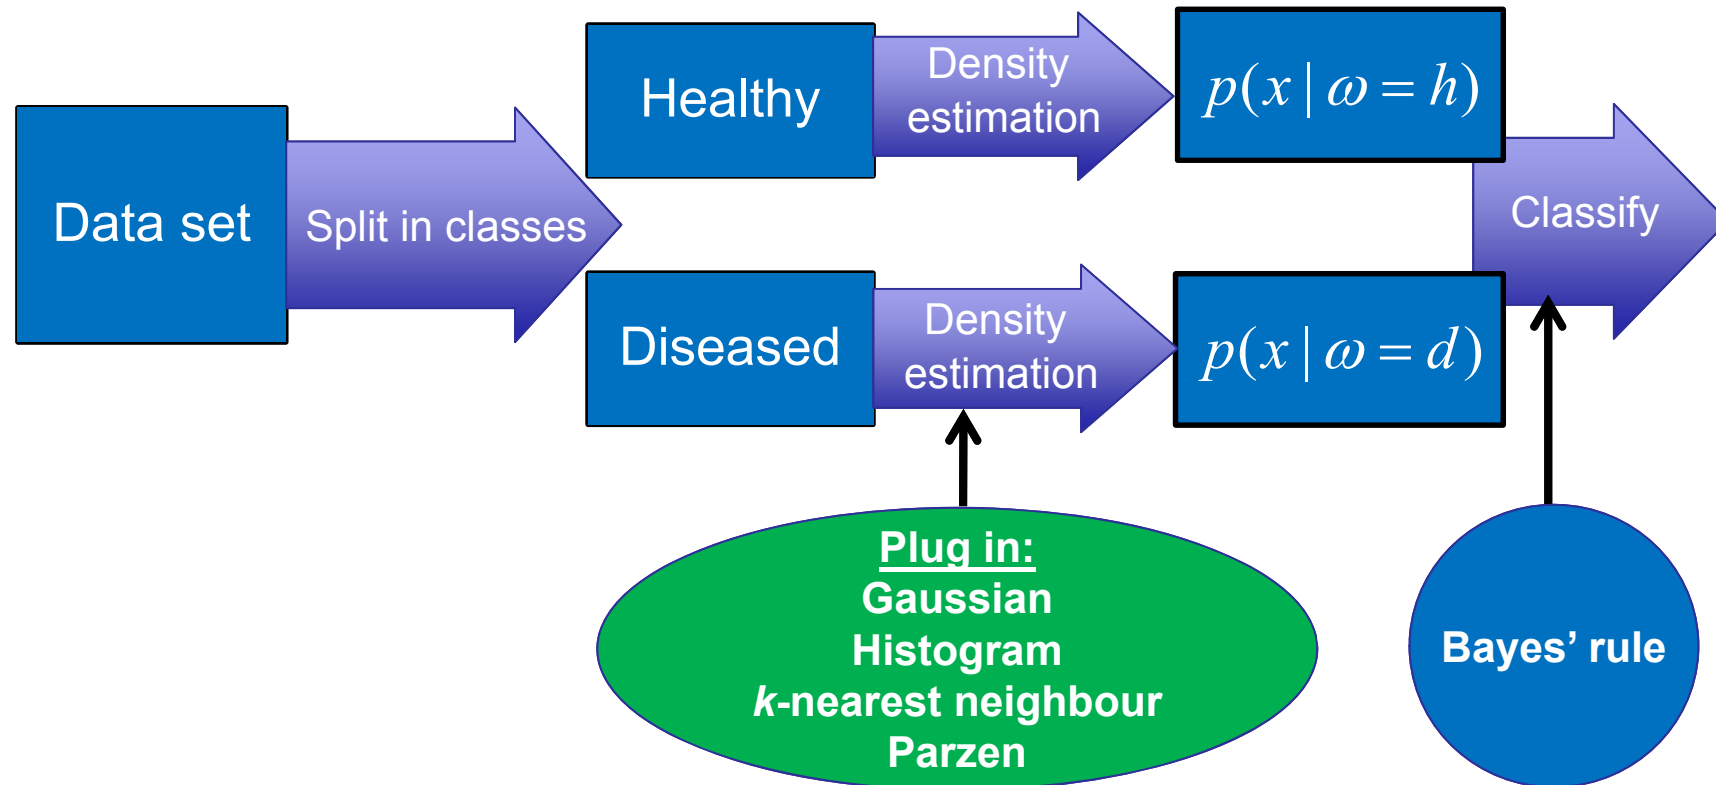 Data set
Split in classes
Healthy
Density
estimation
p(x | ω = h)
Diseased
Density
estimation
p(x | ω = d)
Classify
Plug in:
Gaussian
Histogram
k-nearest neighbour
Parzen
Bayes’ rule